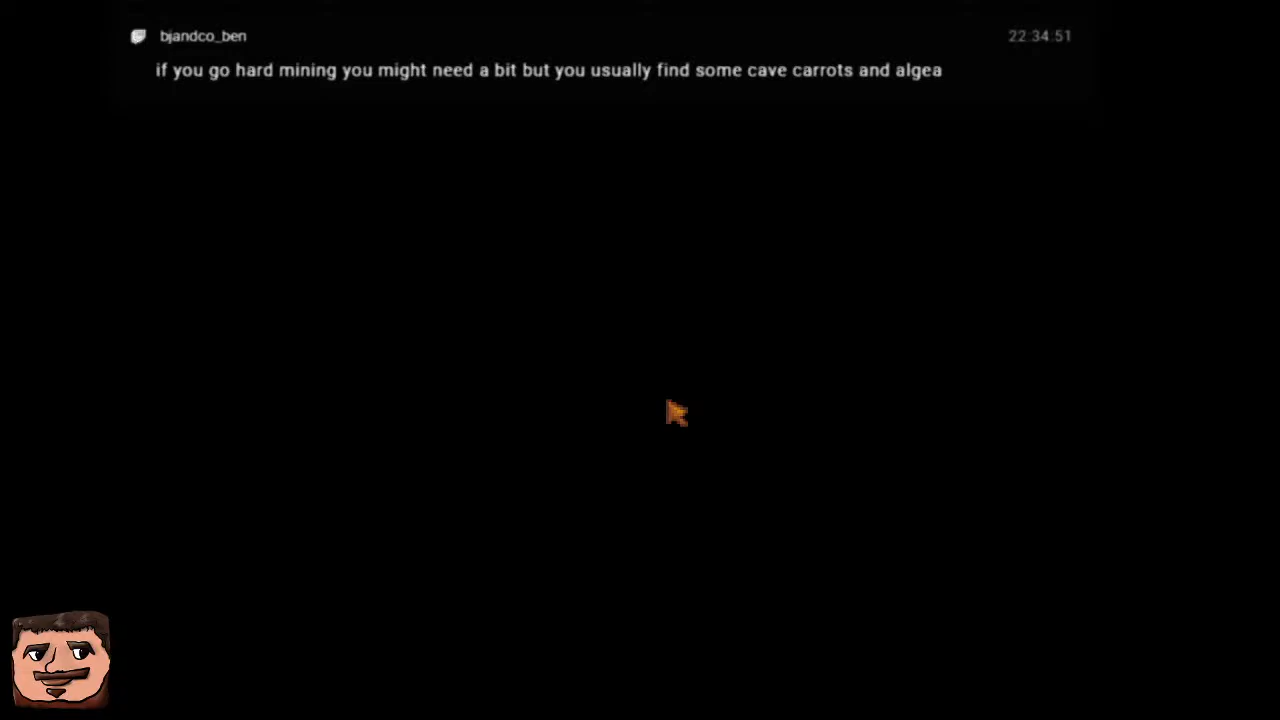 bjandco_ben 22:34:51
if you go hard mining you might need a bit but you usually find some cave carrots and algea